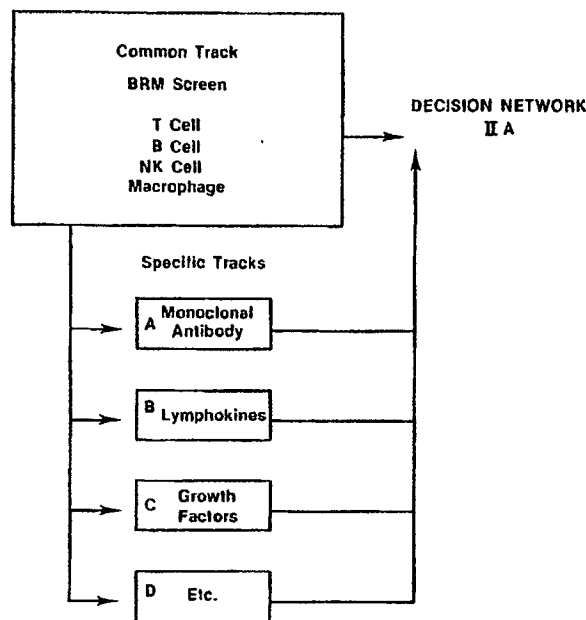 Common Track
BRM Screen
T Cell
B Cell
NK Cell
Macrophage
DECISION NETWORK
II A
Specific Tracks
A Monoclonal
Antibody
B Lymphokines
C Growth
Factors
D Etc.